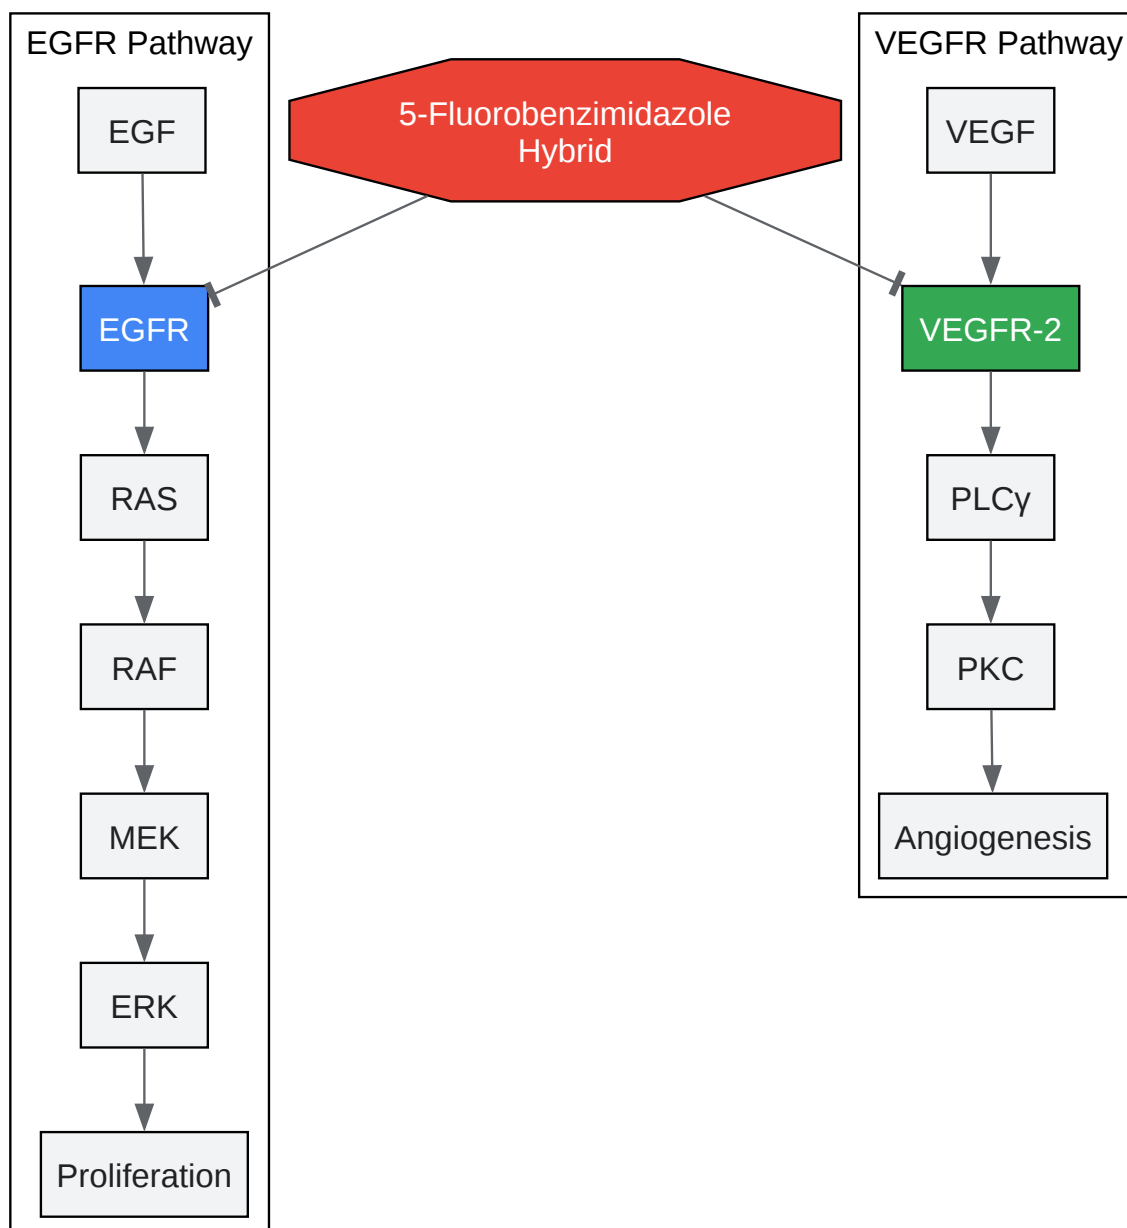 EGFR Pathway
EGF
EGFR
RAS
RAF
MEK
ERK
Proliferation
5-Fluorobenzimidazole
Hybrid
VEGFR Pathway
VEGF
VEGFR-2
PLCγ
PKC
Angiogenesis